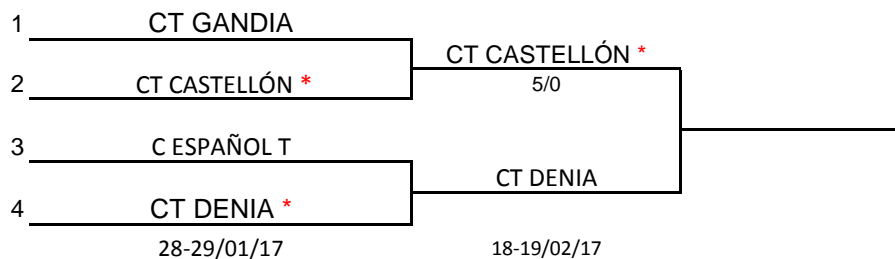 1 CT GANDIA
CT CASTELLÓN *
2 CT CASTELLÓN *
5/0
3 C ESPAÑOL T
CT DENIA
4 CT DENIA *
28-29/01/17
18-19/02/17